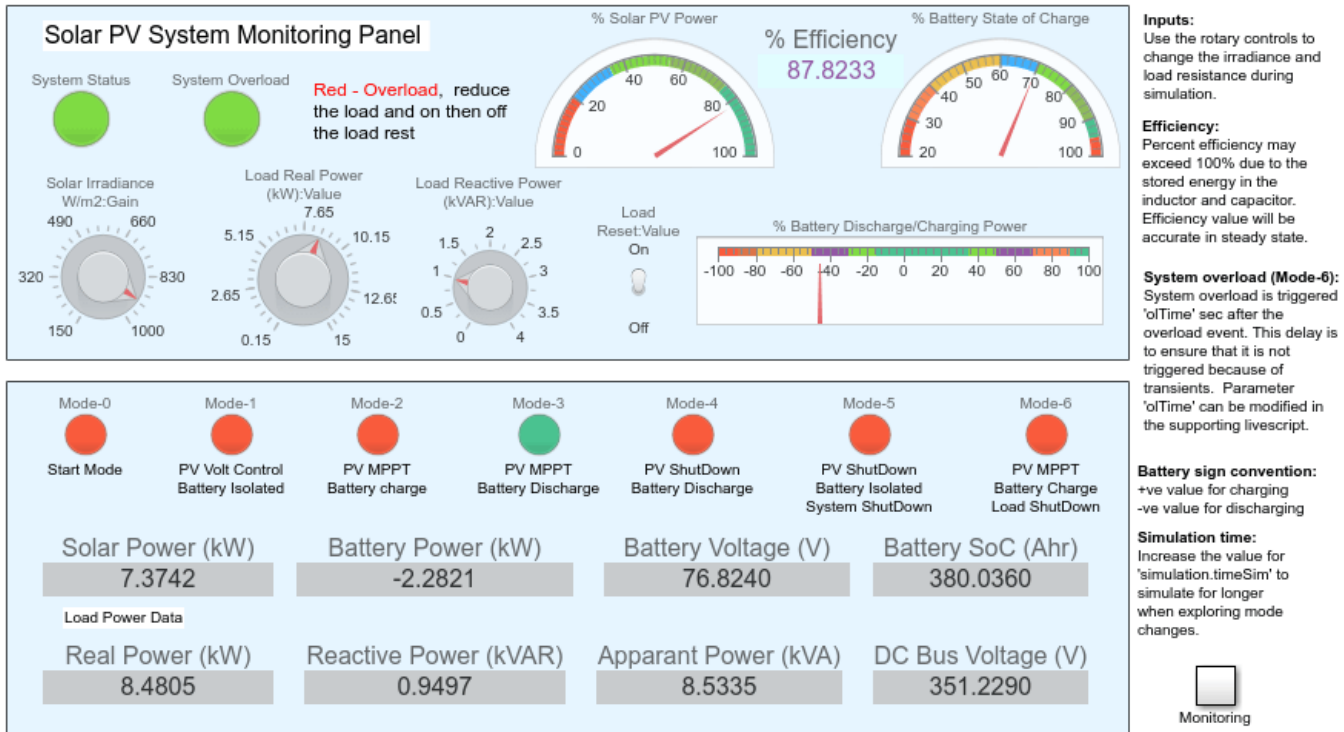 Solar PV System Monitoring Panel
System Status
System Overload
Red - Overload, reduce
the load and on then off
the load rest
% Solar PV Power
0
20
40
60
80
100
% Efficiency
87.8233
% Battery State of Charge
20
30
40
50
60
70
80
90
100
Solar Irradiance
W/m2:Gain
150
320
490
660
830
1000
Load Real Power
(kW):Value
0.15
2.65
5.15
7.65
10.15
12.65
15
Load Reactive Power
(kVAR):Value
0
0.5
1
1.5
2
2.5
3
3.5
4
Load
Reset:Value
On
Off
% Battery Discharge/Charging Power
-100 -80 -60 -40 -20 0 20 40 60 80 100
Mode-0
Start Mode
Mode-1
PV Volt Control
Battery Isolated
Mode-2
PV MPPT
Battery charge
Mode-3
PV MPPT
Battery Discharge
Mode-4
PV ShutDown
Battery Discharge
Mode-5
PV ShutDown
Battery Isolated
System ShutDown
Mode-6
PV MPPT
Battery Charge
Load ShutDown
Solar Power (kW)
7.3742
Battery Power (kW)
-2.2821
Battery Voltage (V)
76.8240
Battery SoC (Ahr)
380.0360
Load Power Data
Real Power (kW)
8.4805
Reactive Power (kVAR)
0.9497
Apparant Power (kVA)
8.5335
DC Bus Voltage (V)
351.2290
Inputs:
Use the rotary controls to
change the irradiance and
load resistance during
simulation.
Efficiency:
Percent efficiency may
exceed 100% due to the
stored energy in the
inductor and capacitor.
Efficiency value will be
accurate in steady state.
System overload (Mode-6):
System overload is triggered
'olTime' sec after the
overload event. This delay is
to ensure that it is not
triggered because of
transients. Parameter
'olTime' can be modified in
the supporting livescript.
Battery sign convention:
+ve value for charging
-ve value for discharging
Simulation time:
Increase the value for
'simulation.timeSim' to
simulate for longer
when exploring mode
changes.
Monitoring